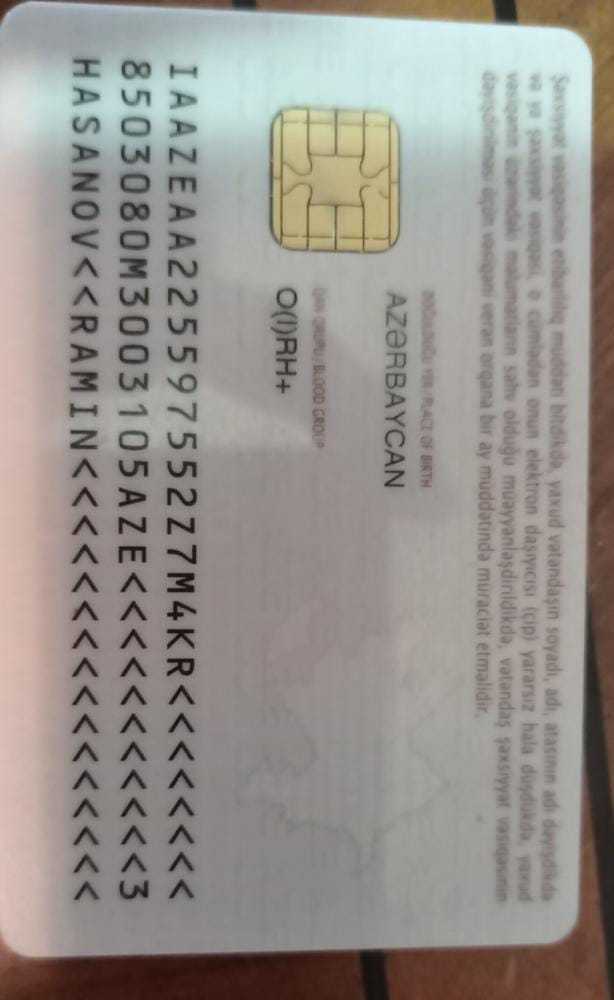 Şəxsiyyət vəsiqəsinin etibarlılıq müddəti bitdikdə, yaxud vətəndaşın soyadı, adı, atasının adı dəyişdikdə
və ya şəxsiyyət vəsiqəsi, o cümlədən onun elektron daşıyıcısı (çip) yararsız hala düşdükdə, yaxud
vəsiqənin üzərindəki məlumatların səhv olduğu müəyyənləşdirildikdə, vətəndaş şəxsiyyət vəsiqəsinin
dəyişdirilməsi üçün vəsiqəni verən orqana bir ay müddətində müraciət etməlidir.
DOĞULDUĞU YER / PLACE OF BIRTH
AZƏRBAYCAN
QAN QRUPU / BLOOD GROUP
O(I)RH+
IAAZEAA225597552Z7M4KR<<<<<<<<
8503080M3003105AZE<<<<<<<<<<<3
HASANOV<<RAMIN<<<<<<<<<<<<<<<<